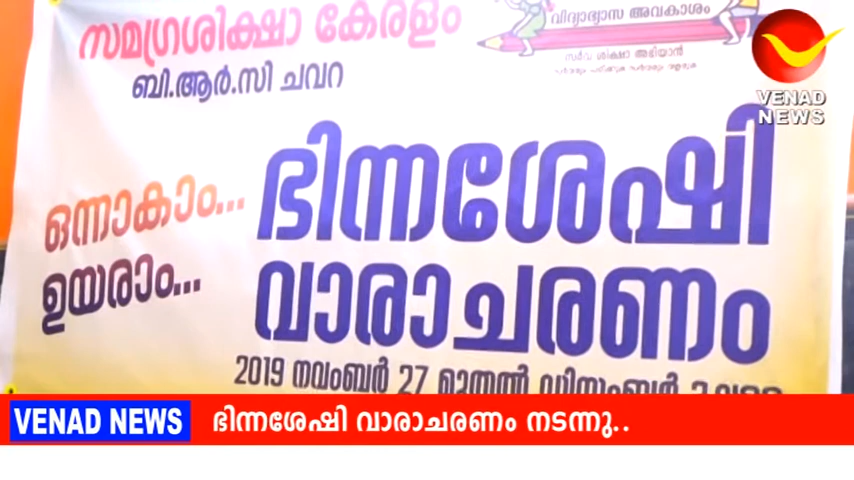 സമഗ്രശിക്ഷാ കേരളം
ബി.ആർ.സി ചവറ
വിദ്യാഭ്യാസ അവകാശം
സർവ ശിക്ഷാ അഭിയാൻ
VENAD
NEWS
ഒന്നാകാം...
ഉയരാം...
ഭിന്നശേഷി
വാരാചരണം
2019 നവംബർ 27 മുതൽ ഡിസംബർ
VENAD NEWS ഭിന്നശേഷി വാരാചരണം നടന്നു..